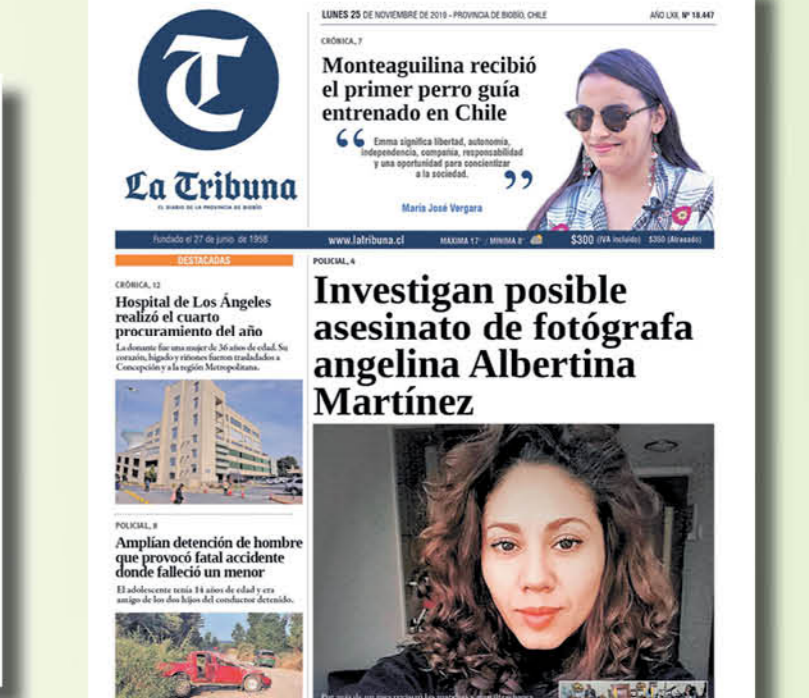 LUNES 25 DE NOVIEMBRE DE 2019 - PROVINCIA DE BIOBÍO, CHILE
AÑO LXII, Nº 18.447
T
La Tribuna
EL DIARIO DE LA PROVINCIA DE BIOBÍO
CRÓNICA, 7
Monteaguilina recibió
el primer perro guía
entrenado en Chile
“ Emma significa libertad, autonomía,
independencia, compañía, responsabilidad
y una oportunidad para concientizar
a la sociedad. ”
María José Vergara
Fundado el 27 de junio de 1958
www.latribuna.cl
MÁXIMA 17° / MÍNIMA 8°
$300 (IVA incluido) $350 (Atrasado)
DESTACADAS
CRÓNICA, 12
Hospital de Los Ángeles
realizó el cuarto
procuramiento del año
La donante fue una mujer de 36 años de edad. Su
corazón, hígado y riñones fueron trasladados a
Concepción y a la región Metropolitana.
POLICIAL, 8
Amplían detención de hombre
que provocó fatal accidente
donde falleció un menor
El adolescente tenía 14 años de edad y era
amigo de los dos hijos del conductor detenido.
POLICIAL, 4
Investigan posible
asesinato de fotógrafa
angelina Albertina
Martínez